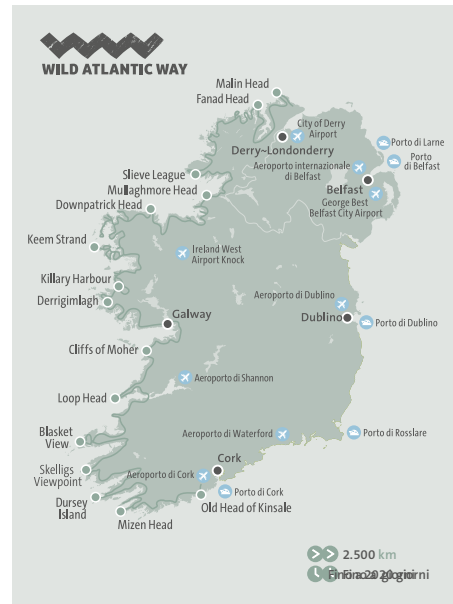 WILD ATLANTIC WAY
Malin Head
Fanad Head
City of Derry
Airport
Derry~Londonderry
Porto di Larne
Aeroporto internazionale
di Belfast
Porto
di Belfast
Slieve League
Mullaghmore Head
Belfast
George Best
Belfast City Airport
Downpatrick Head
Keem Strand
Ireland West
Airport Knock
Killary Harbour
Derrigimlagh
Aeroporto di Dublino
Galway
Dublino
Porto di Dublino
Cliffs of Moher
Aeroporto di Shannon
Loop Head
Blasket
View
Aeroporto di Waterford
Porto di Rosslare
Skelligs
Viewpoint
Cork
Aeroporto di Cork
Porto di Cork
Dursey
Island
Old Head of Kinsale
Mizen Head
2.500 km